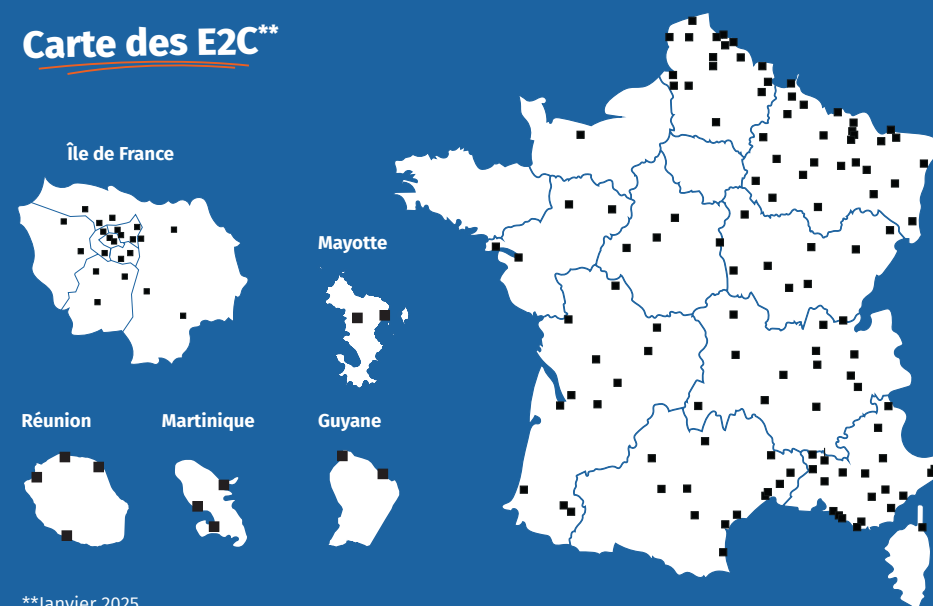 Carte des E2C**
Île de France
Mayotte
Réunion
Martinique
Guyane
**Janvier 2025